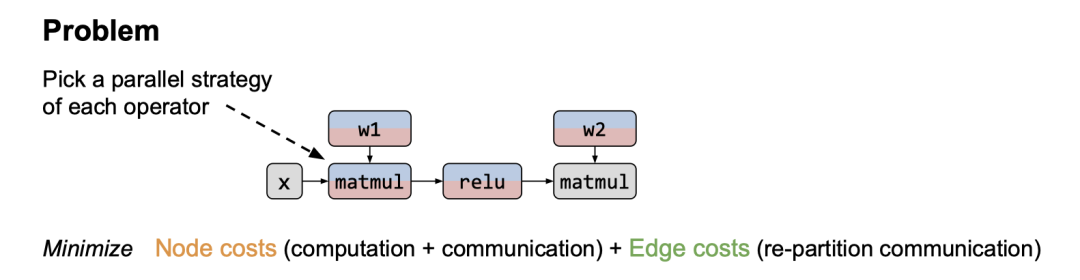 Problem
Pick a parallel strategy
of each operator
w1
w2
x
matmul
relu
matmul
Minimize Node costs (computation + communication) + Edge costs (re-partition communication)